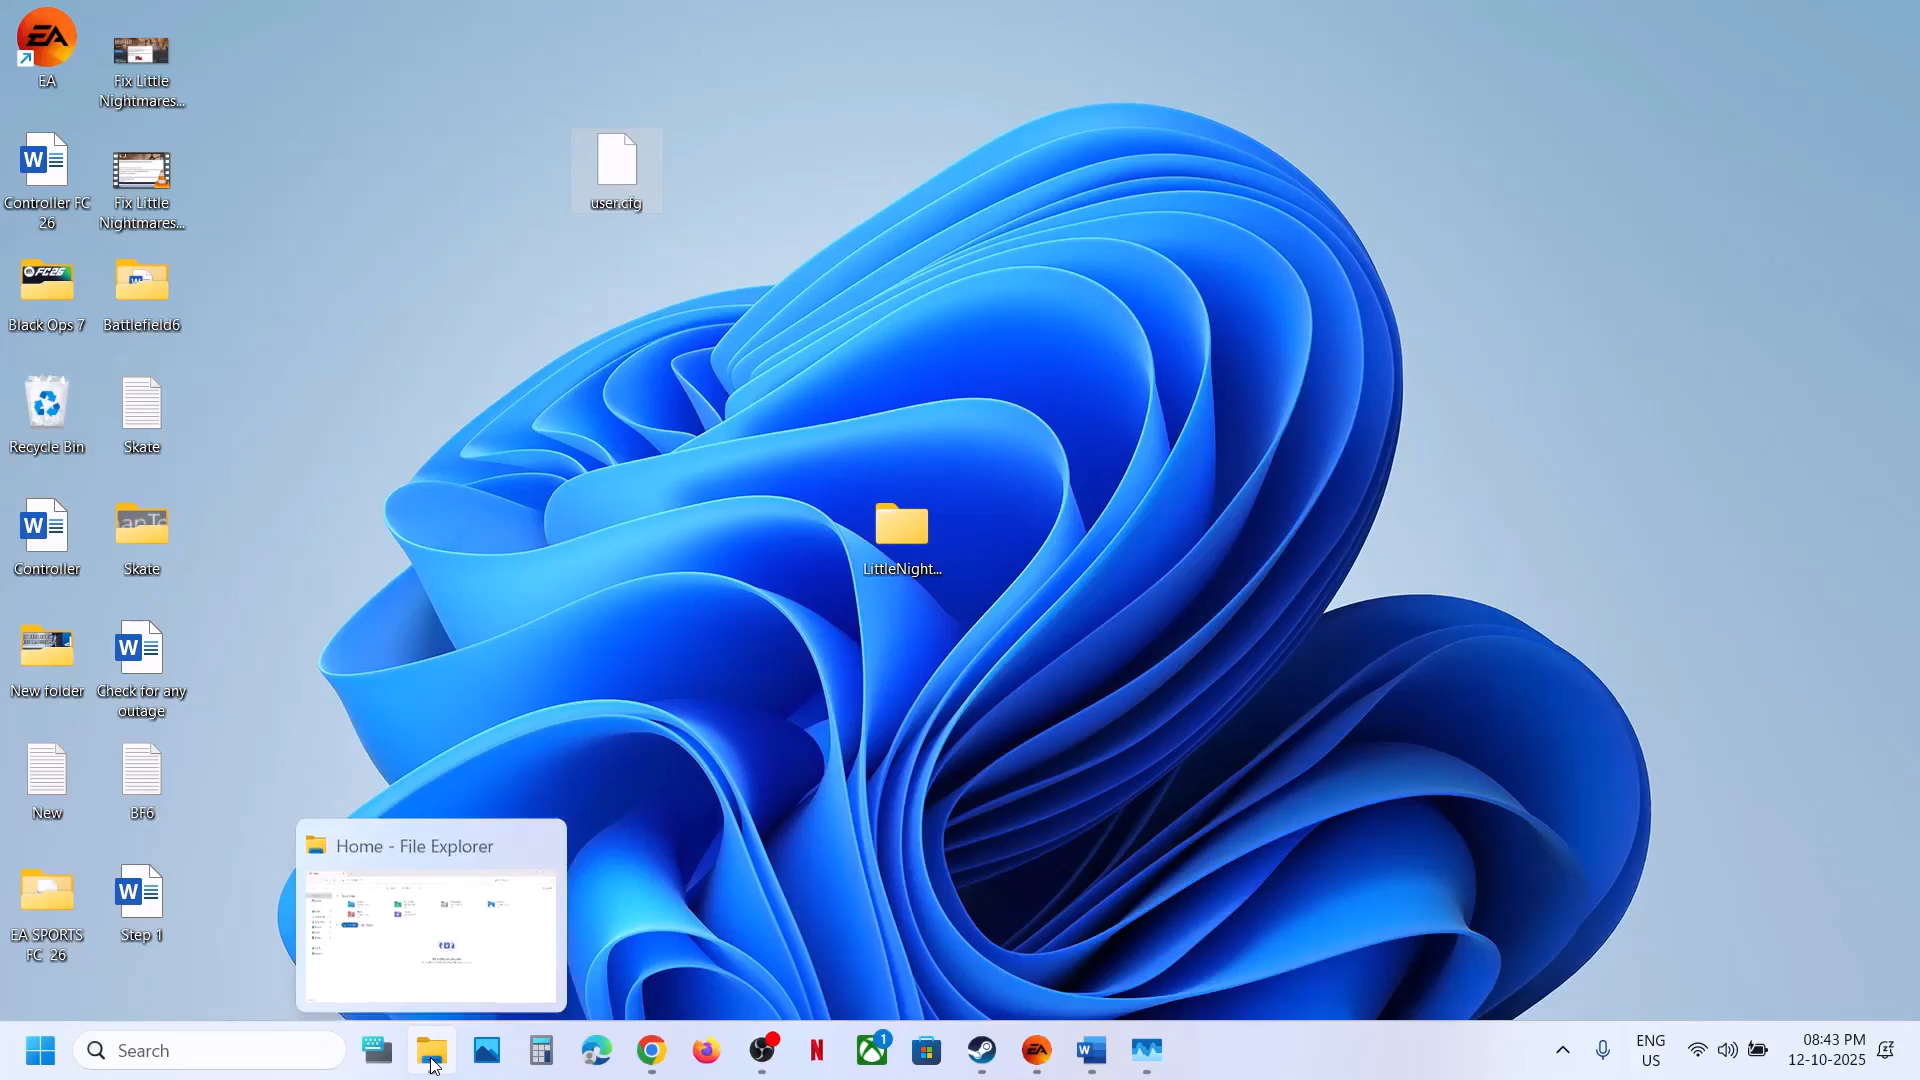 EA
Fix Little
Nightmares...
Controller FC
26
Fix Little
Nightmares...
Black Ops 7
Battlefield6
Recycle Bin
Skate
Controller
Skate
New folder
Check for any
outage
New
BF6
EA SPORTS
FC 26
Step 1
user.cfg
LittleNight...
Home - File Explorer
Search
1
ENG
US
08:43 PM
12-10-2025